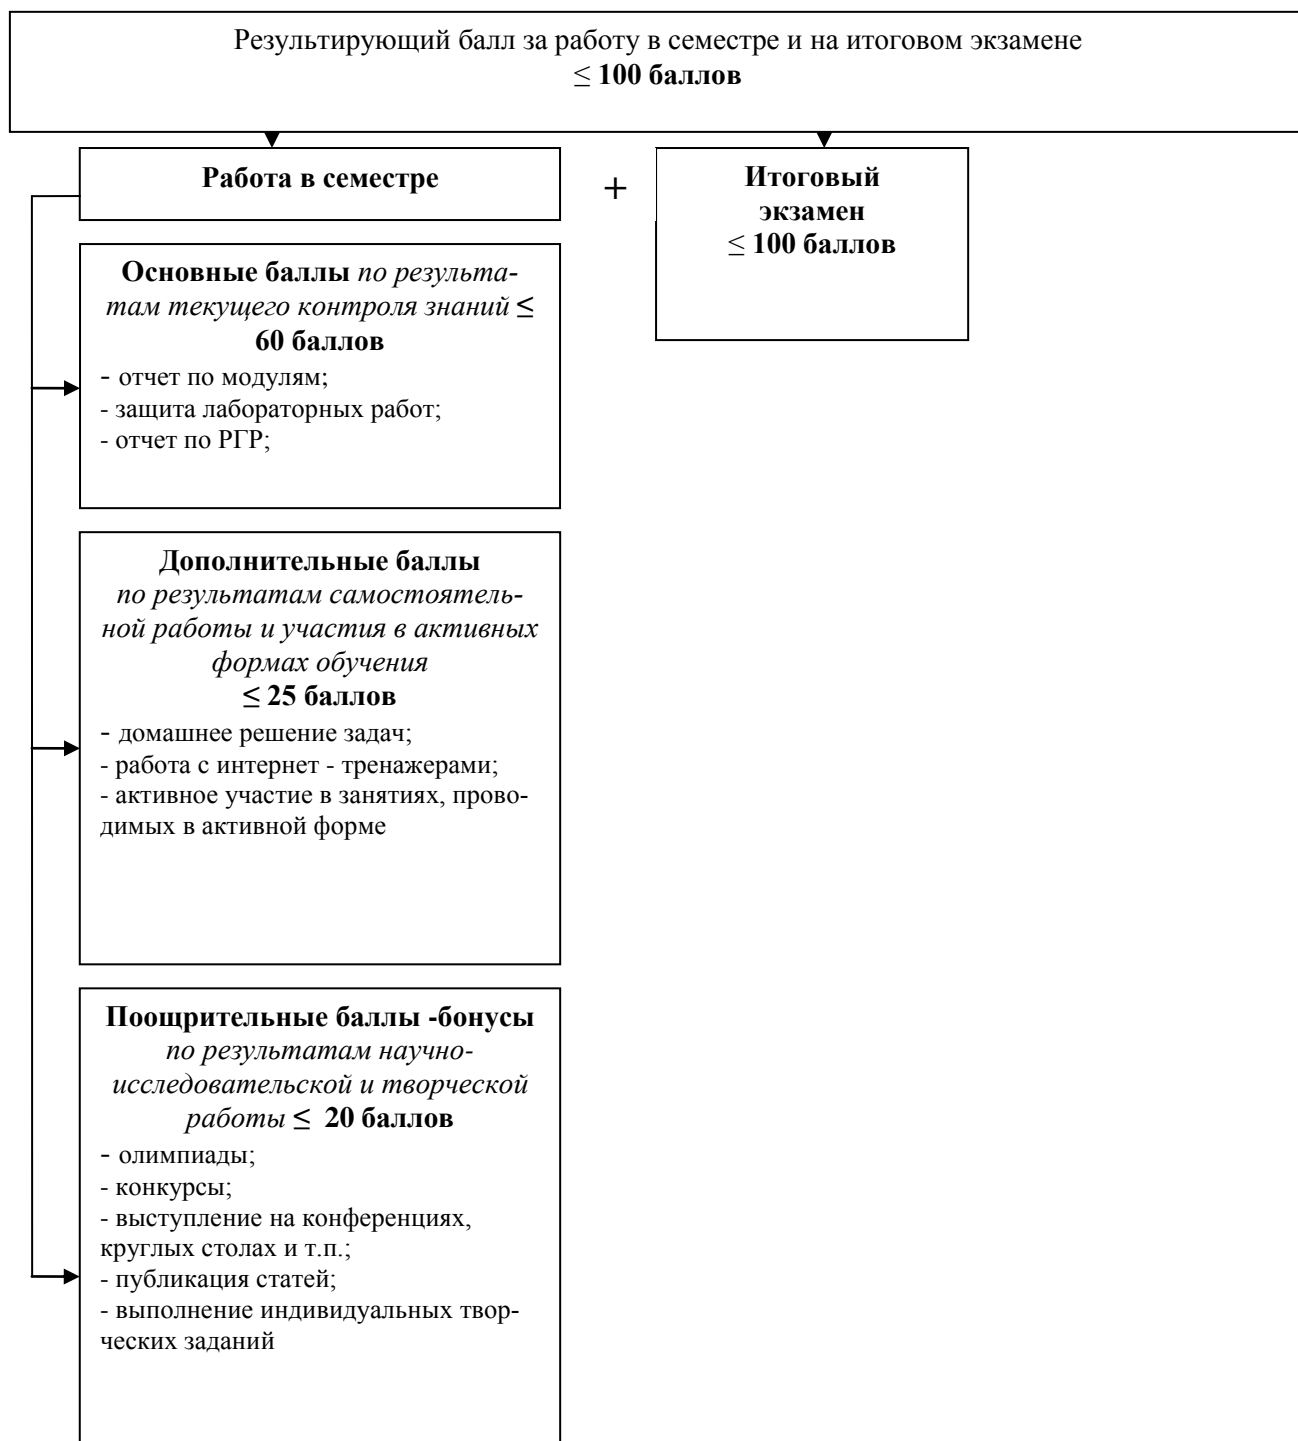 Результирующий балл за работу в семестре и на итоговом экзамене
≤ 100 баллов
Работа в семестре
+
Итоговый
экзамен
≤ 100 баллов
Основные баллы по результа-
там текущего контроля знаний ≤
60 баллов
- отчет по модулям;
- защита лабораторных работ;
- отчет по РГР;
Дополнительные баллы
по результатам самостоятель-
ной работы и участия в активных
формах обучения
≤ 25 баллов
- домашнее решение задач;
- работа с интернет - тренажерами;
- активное участие в занятиях, прово-
димых в активной форме
Поощрительные баллы -бонусы
по результатам научно-
исследовательской и творческой
работы ≤ 20 баллов
- олимпиады;
- конкурсы;
- выступление на конференциях,
круглых столах и т.п.;
- публикация статей;
- выполнение индивидуальных твор-
ческих заданий